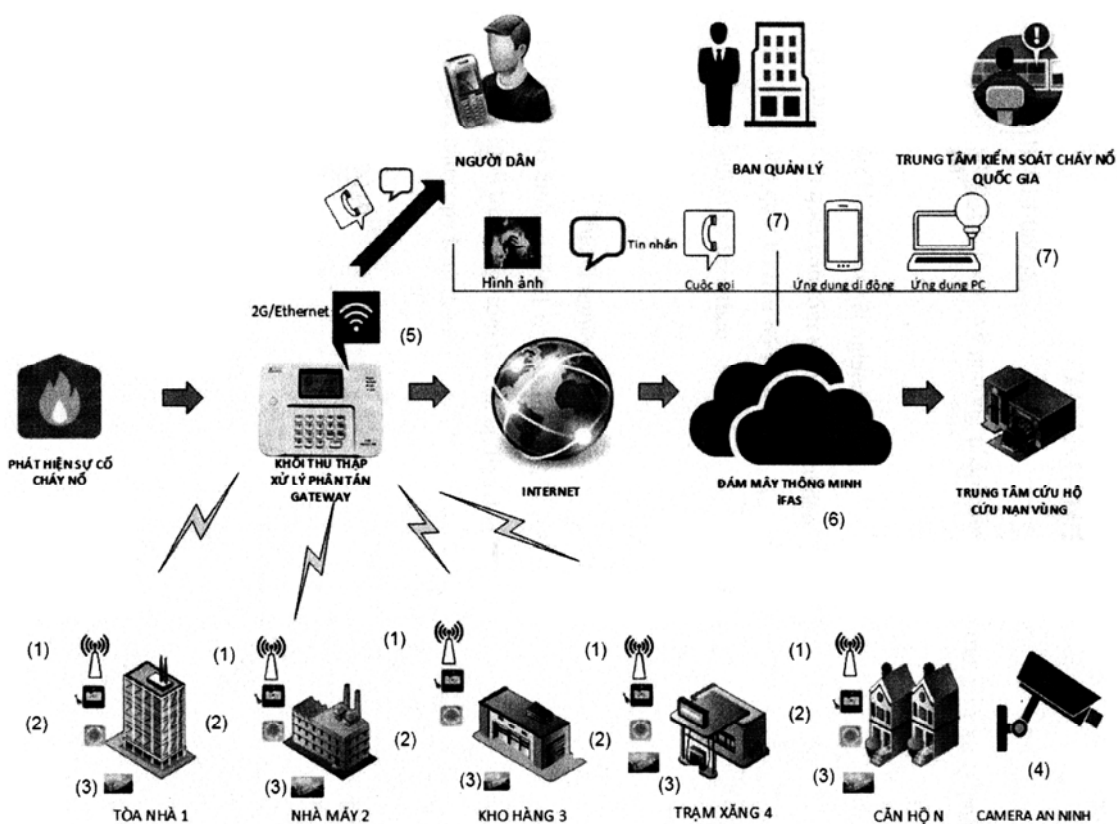 NGƯỜI DÂN
BAN QUẢN LÝ
TRUNG TÂM KIỂM SOÁT CHÁY NỔ
QUỐC GIA
Hình ảnh
Tin nhắn
Cuộc gọi
(7)
Ứng dụng di động
Ứng dụng PC
(7)
2G/Ethernet
(5)
PHÁT HIỆN SỰ CỐ
CHÁY NỔ
KHỐI THU THẬP
XỬ LÝ PHÂN TÁN
GATEWAY
INTERNET
ĐÁM MÂY THÔNG MINH
iFAS
(6)
TRUNG TÂM CỨU HỘ
CỨU NẠN VÙNG
(1)
(2)
(3)
TÒA NHÀ 1
(1)
(2)
(3)
NHÀ MÁY 2
(1)
(2)
(3)
KHO HÀNG 3
(1)
(2)
(3)
TRẠM XĂNG 4
(1)
(2)
(3)
CĂN HỘ N
(4)
CAMERA AN NINH